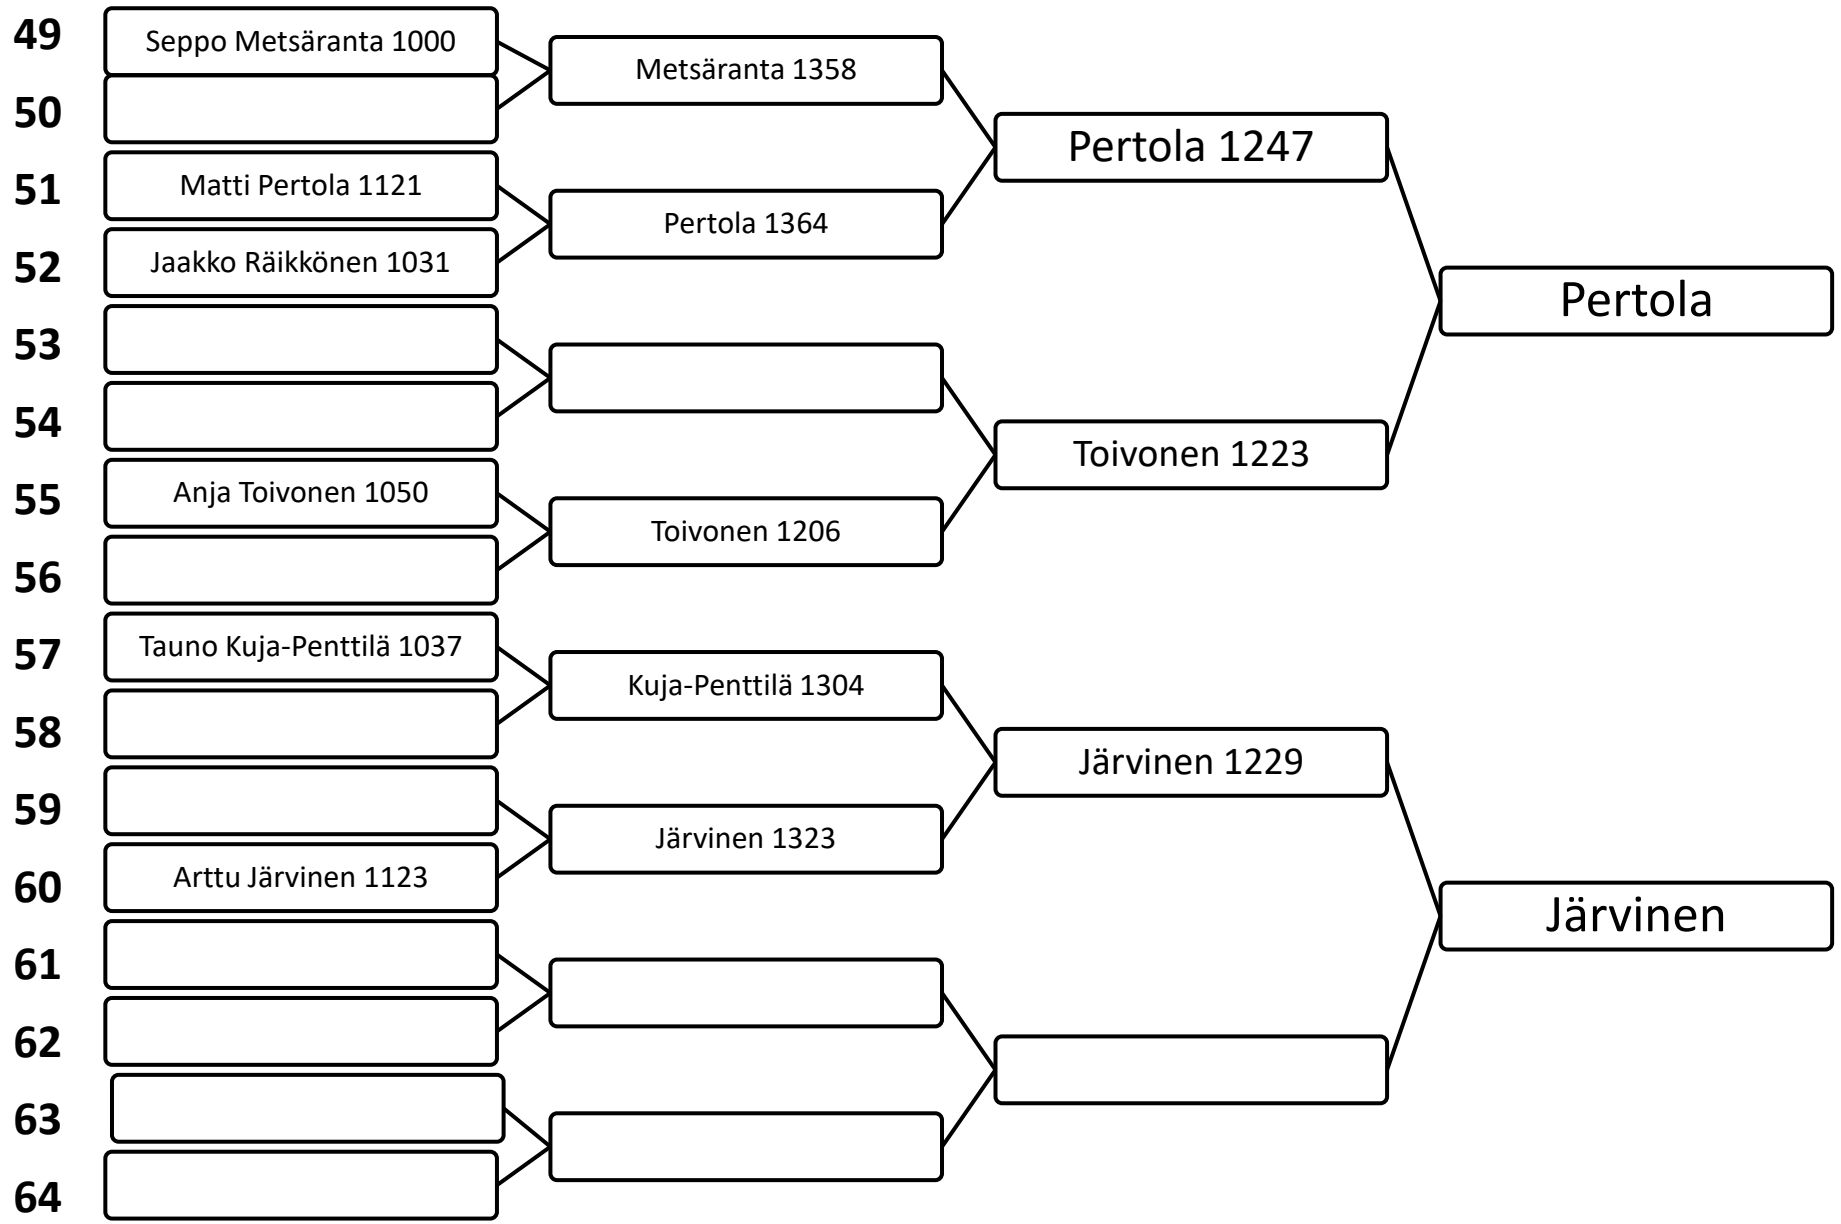 49
Seppo Metsäranta 1000
50
51
Matti Pertola 1121
52
Jaakko Räikkönen 1031
53
54
55
Anja Toivonen 1050
56
57
Tauno Kuja-Penttilä 1037
58
59
60
Arttu Järvinen 1123
61
62
63
64
Metsäranta 1358
Pertola 1364
Toivonen 1206
Kuja-Penttilä 1304
Järvinen 1323
Pertola 1247
Toivonen 1223
Järvinen 1229
Pertola
Järvinen